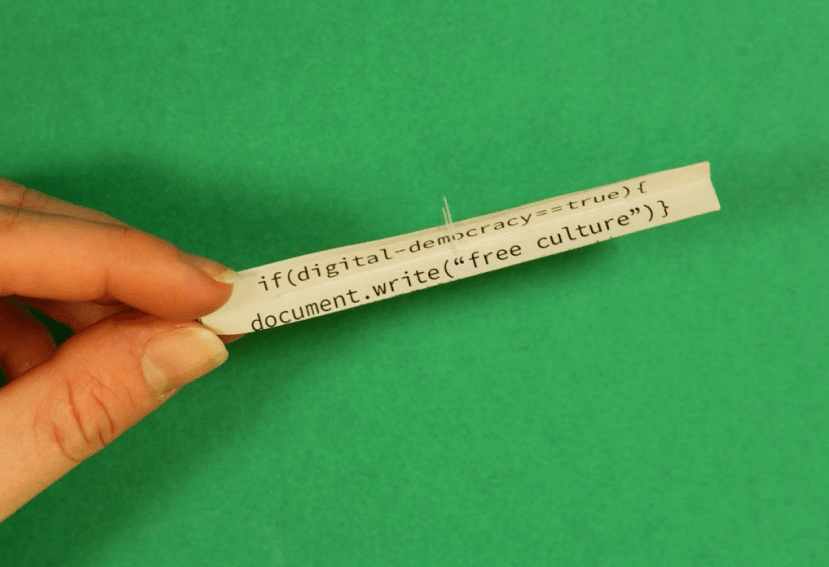 if(digital-democracy==true){
document.write(“free culture”)}